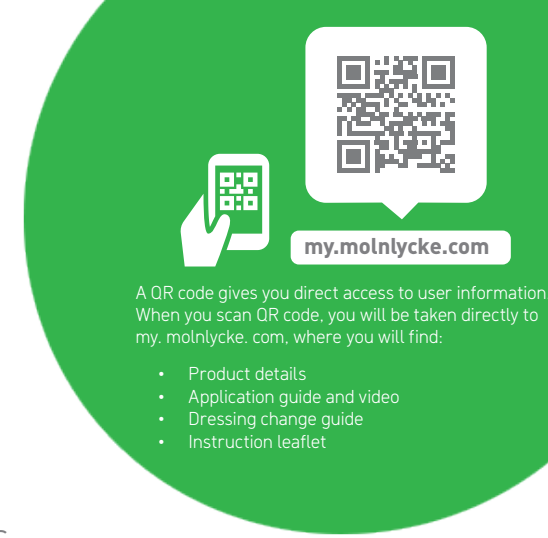 my.molnlycke.com
A QR code gives you direct access to user information
When you scan QR code, you will be taken directly to
my. molnlycke. com, where you will find:
• Product details
• Application guide and video
• Dressing change guide
• Instruction leaflet